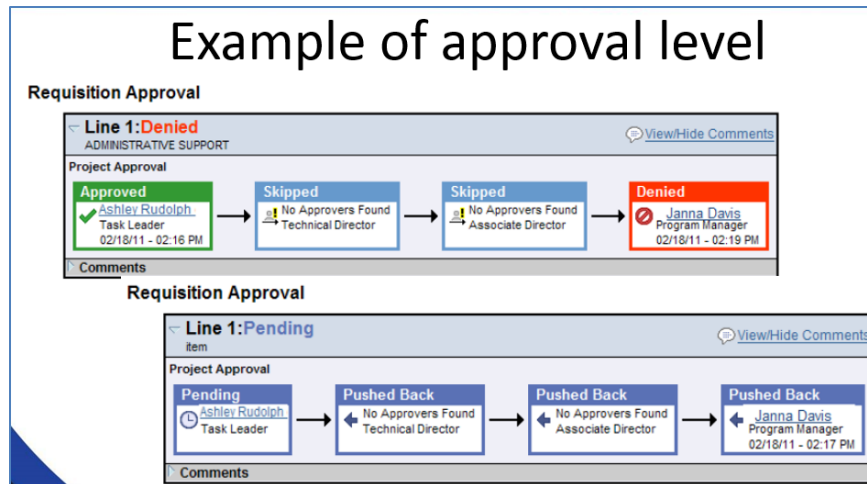 Example of approval level
Requisition Approval
Line 1:Denied
View/Hide Comments
ADMINISTRATIVE SUPPORT
Project Approval
Approved
Ashley Rudolph
Task Leader
02/18/11 - 02:16 PM
Skipped
No Approvers Found
Technical Director
Skipped
No Approvers Found
Associate Director
Denied
Janna Davis
Program Manager
02/18/11 - 02:19 PM
Comments
Requisition Approval
Line 1:Pending
View/Hide Comments
item
Project Approval
Pending
Ashley Rudolph
Task Leader
Pushed Back
No Approvers Found
Technical Director
Pushed Back
No Approvers Found
Associate Director
Pushed Back
Janna Davis
Program Manager
02/18/11 - 02:17 PM
Comments